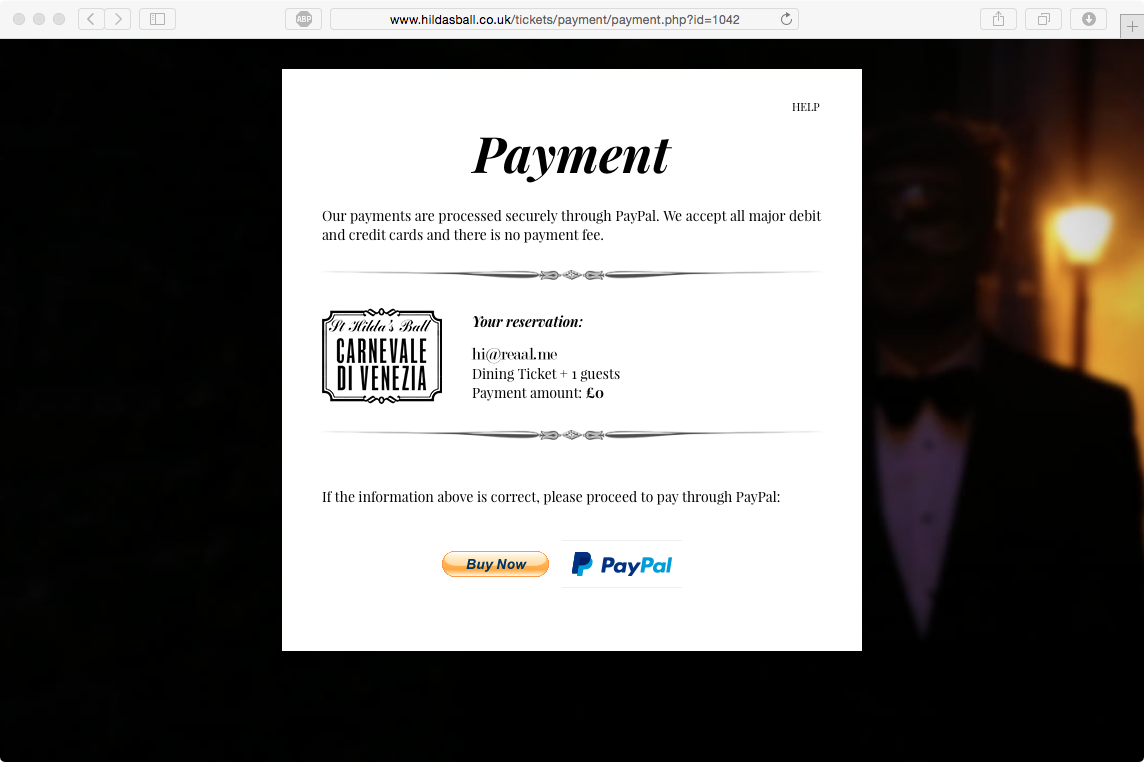 ABP
www.hildasball.co.uk/tickets/payment/payment.php?id=1042
HELP
Payment
Our payments are processed securely through PayPal. We accept all major debit
and credit cards and there is no payment fee.
St Hilda's Ball
CARNEVALE
DI VENEZIA
Your reservation:
hi@reaal.me
Dining Ticket + 1 guests
Payment amount: £0
If the information above is correct, please proceed to pay through PayPal:
Buy Now
PayPal